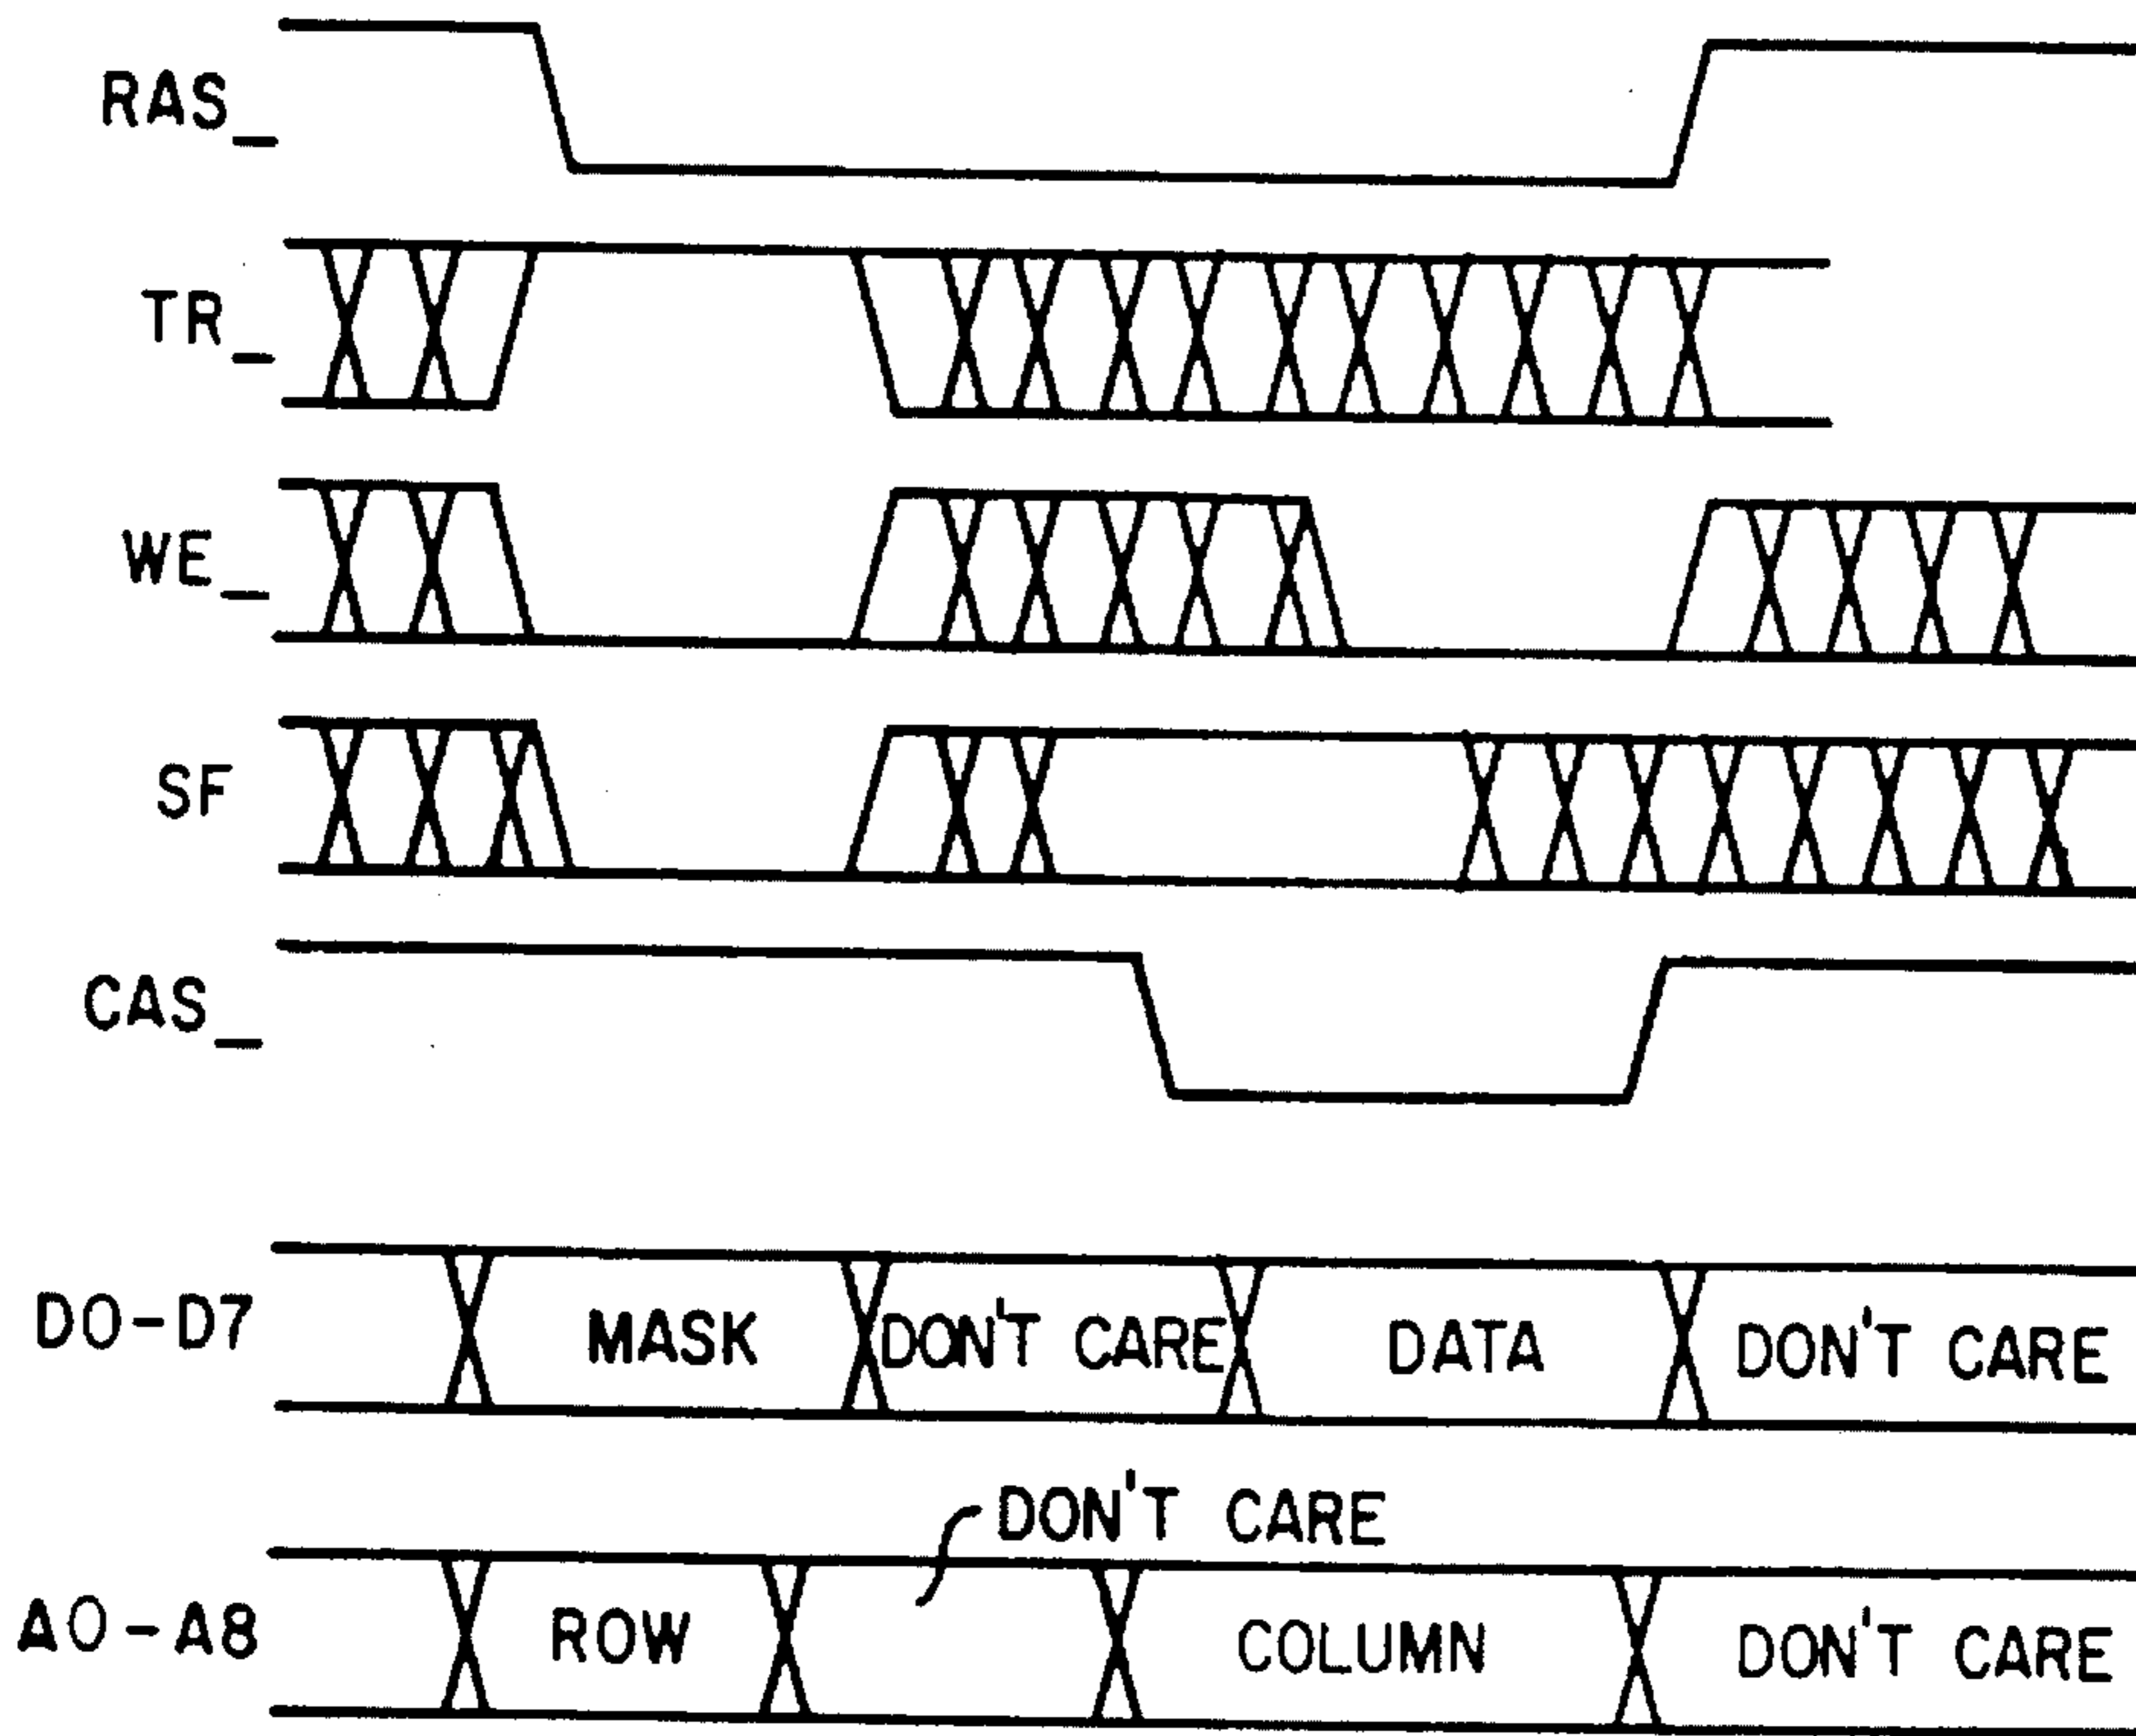 RAS_
TR_
WE_
SF
CAS_
D0-D7 MASK DON'T CARE DATA DON'T CARE
DON'T CARE
A0-A8 ROW COLUMN DON'T CARE